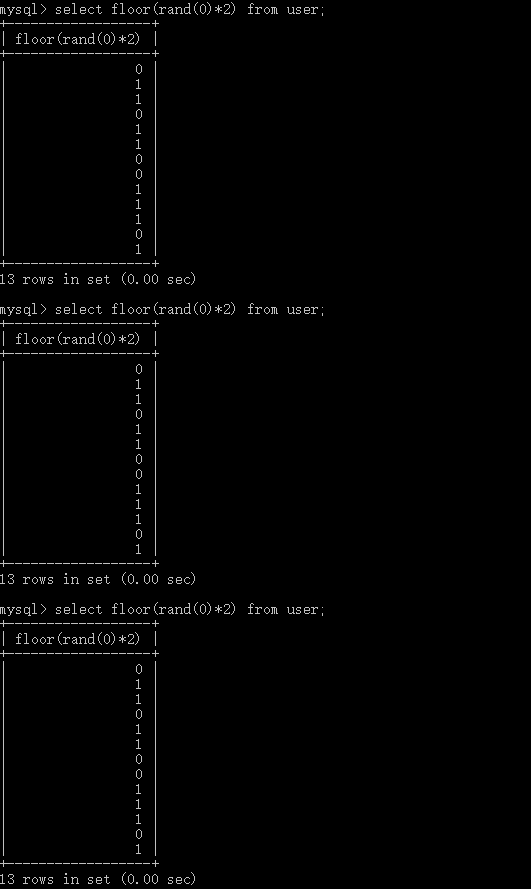 mysql> select floor(rand(0)*2) from user;
+------------------+
| floor(rand(0)*2) |
+------------------+
|                0 |
|                1 |
|                1 |
|                0 |
|                1 |
|                1 |
|                0 |
|                0 |
|                1 |
|                1 |
|                1 |
|                0 |
|                1 |
+------------------+
13 rows in set (0.00 sec)
mysql> select floor(rand(0)*2) from user;
+------------------+
| floor(rand(0)*2) |
+------------------+
|                0 |
|                1 |
|                1 |
|                0 |
|                1 |
|                1 |
|                0 |
|                0 |
|                1 |
|                1 |
|                1 |
|                0 |
|                1 |
+------------------+
13 rows in set (0.00 sec)
mysql> select floor(rand(0)*2) from user;
+------------------+
| floor(rand(0)*2) |
+------------------+
|                0 |
|                1 |
|                1 |
|                0 |
|                1 |
|                1 |
|                0 |
|                0 |
|                1 |
|                1 |
|                1 |
|                0 |
|                1 |
+------------------+
13 rows in set (0.00 sec)